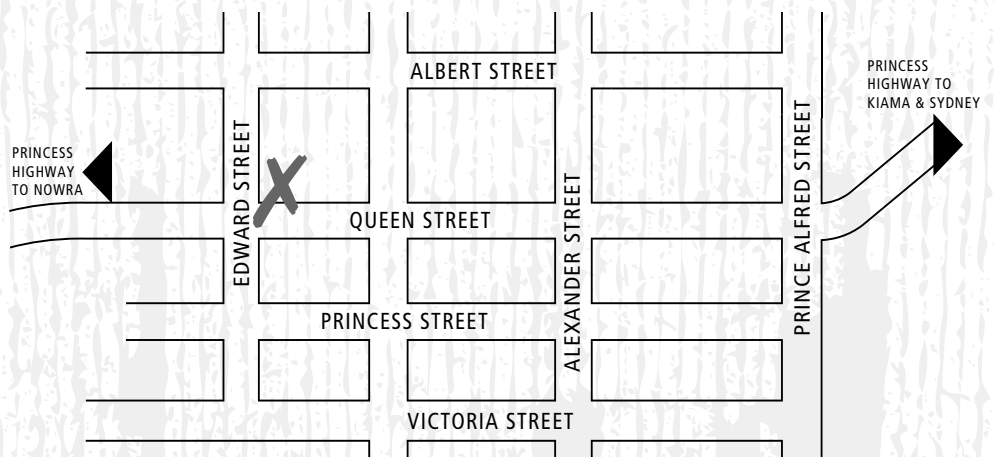 ALBERT STREET
PRINCESS
HIGHWAY TO
KIAMA & SYDNEY
PRINCESS
HIGHWAY
TO NOWRA
EDWARD STREET
QUEEN STREET
ALEXANDER STREET
PRINCE ALFRED STREET
PRINCESS STREET
VICTORIA STREET